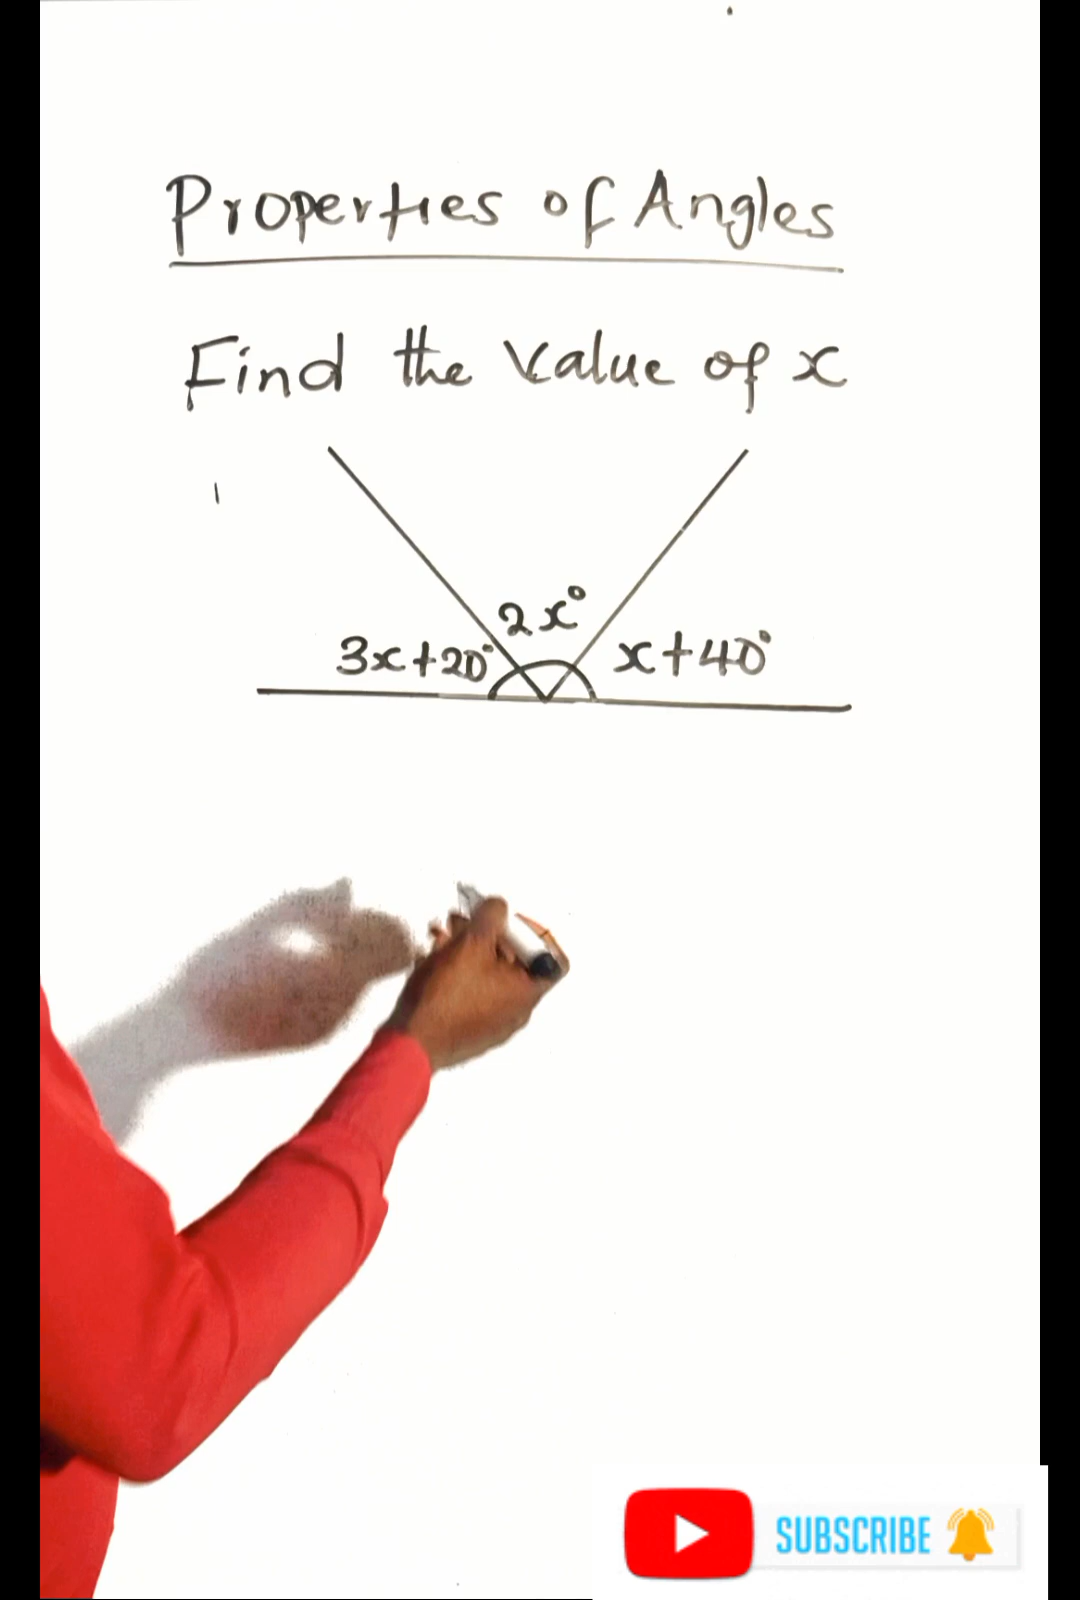 Properties of Angles
Find the value of x
2x°
3x+20°
x+40°
SUBSCRIBE